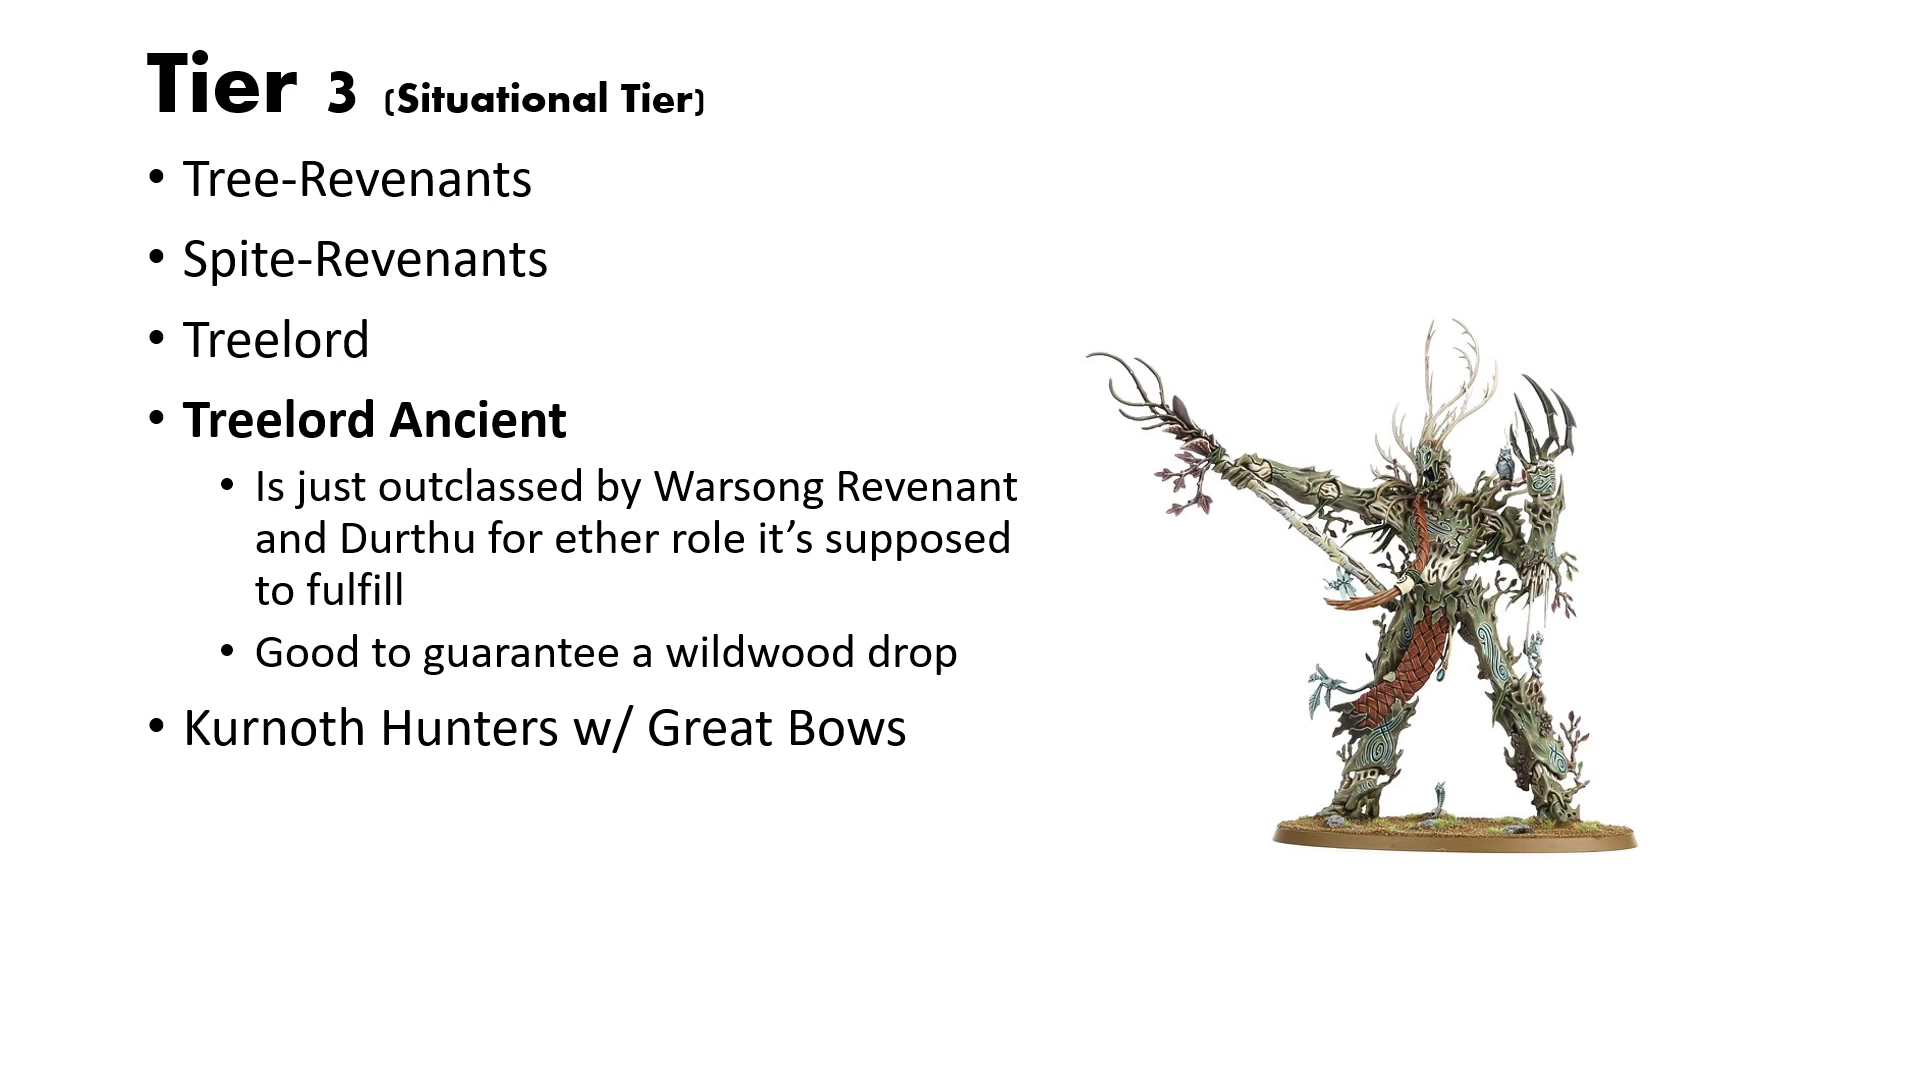 Tier 3 (Situational Tier)
• Tree-Revenants
• Spite-Revenants
• Treelord
• Treelord Ancient
• Is just outclassed by Warsong Revenant
and Durthu for ether role it’s supposed
to fulfill
• Good to guarantee a wildwood drop
• Kurnoth Hunters w/ Great Bows